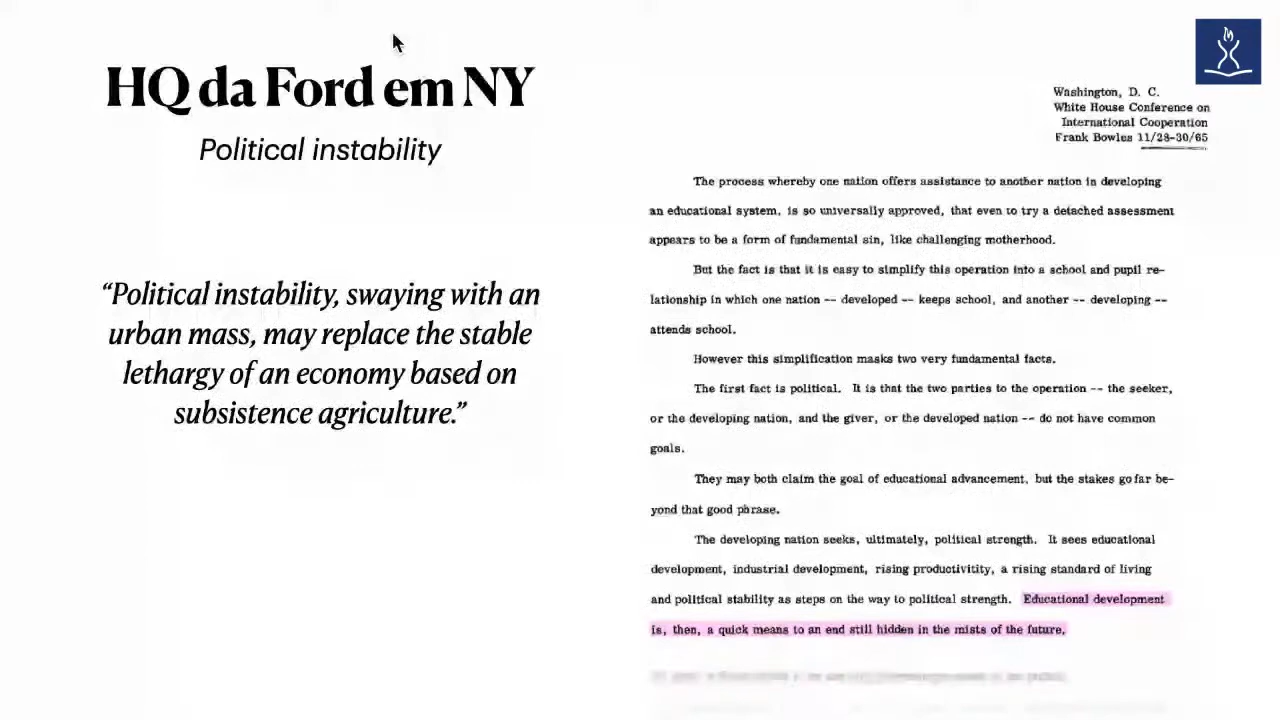 HQ da Ford em NY
Political instability
“Political instability, swaying with an
urban mass, may replace the stable
lethargy of an economy based on
subsistence agriculture.”
Washington, D. C.
White House Conference on
International Cooperation
Frank Bowles 11/28-30/65
The process whereby one nation offers assistance to another nation in developing
an educational system, is so universally approved, that even to try a detached assessment
appears to be a form of fundamental sin, like challenging motherhood.
But the fact is that it is easy to simplify this operation into a school and pupil re-
lationship in which one nation -- developed -- keeps school, and another -- developing --
attends school.
However this simplification masks two very fundamental facts.
The first fact is political. It is that the two parties to the operation -- the seeker,
or the developing nation, and the giver, or the developed nation -- do not have common
goals.
They may both claim the goal of educational advancement, but the stakes go far be-
yond that good phrase.
The developing nation seeks, ultimately, political strength. It sees educational
development, industrial development, rising productivitity, a rising standard of living
and political stability as steps on the way to political strength. Educational development
is, then, a quick means to an end still hidden in the mists of the future.